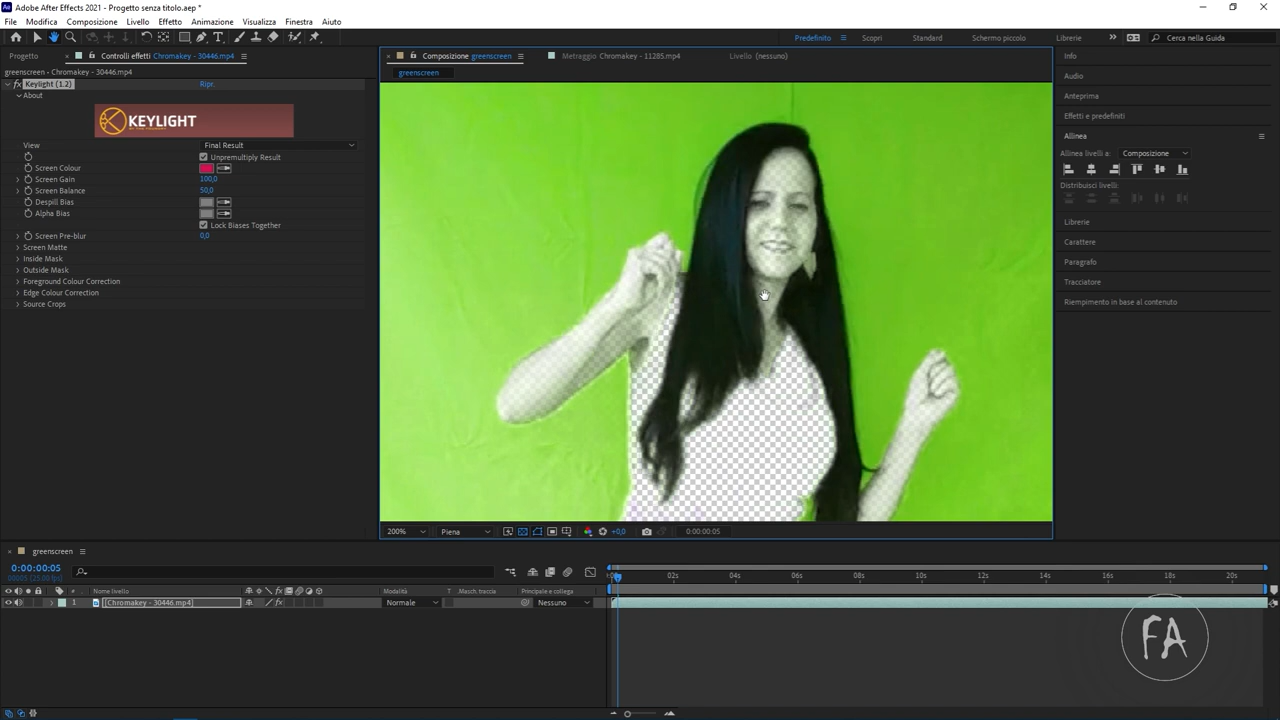 Adobe After Effects 2021 - Progetto senza titolo.aep *
File Modifica Composizione Livello Effetto Animazione Visualizza Finestra Aiuto
Predefinito Scopri Standard Schermo piccolo Librerie Cerca nella Guida
Progetto Controlli effetti Chromakey - 30446.mp4 Composizione greenscreen Metraggio Chromakey - 11285.mp4 Livello (nessuno) Info
greenscreen - Chromakey - 30446.mp4 greenscreen Audio
Keylight (1.2) Ripr.
About
Anteprima
KEYLIGHT
Effetti e predefiniti
Allinea
View Final Result
Allinea livelli a: Composizione
Unpremultiply Result
Screen Colour
Screen Gain 100,0
Distribuisci livelli:
Screen Balance 50,0
Despill Bias
Alpha Bias
Librerie
Lock Biases Together
Screen Pre-blur 0,0
Carattere
Screen Matte
Inside Mask
Paragrafo
Outside Mask
Foreground Colour Correction
Tracciatore
Edge Colour Correction
Riempimento in base al contenuto
Source Crops
200% Piena +0,0 0:00:00:05
greenscreen
0:00:00:05
00005 (25.00 fps)
02s 04s 06s 08s 10s 12s 14s 16s 18s 20s
# Nome livello Modalità T Masch. traccia Principale e collega
1 [Chromakey - 30446.mp4] Normale Nessuno
FA